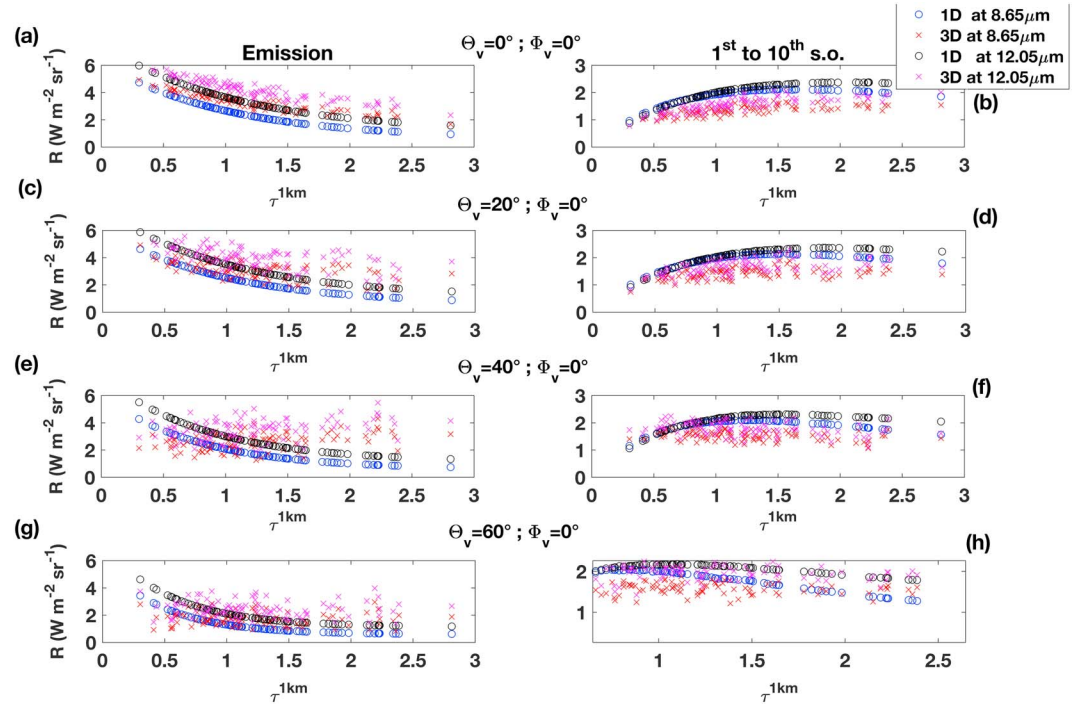 1D at 8.65μm
3D at 8.65μm
1D at 12.05μm
3D at 12.05μm
(a)
Emission
Θv=0° ; Φv=0°
1st to 10th s.o.
(b)
R (W m-2 sr-1)
6
4
2
0
0 0.5 1 1.5 2 2.5 3
τ1km
3
2
1
0
0 0.5 1 1.5 2 2.5 3
τ1km
(c)
Θv=20° ; Φv=0°
(d)
R (W m-2 sr-1)
6
4
2
0
0 0.5 1 1.5 2 2.5 3
τ1km
3
2
1
0
0 0.5 1 1.5 2 2.5 3
τ1km
(e)
Θv=40° ; Φv=0°
(f)
R (W m-2 sr-1)
6
4
2
0
0 0.5 1 1.5 2 2.5 3
τ1km
3
2
1
0
0 0.5 1 1.5 2 2.5 3
τ1km
(g)
Θv=60° ; Φv=0°
(h)
R (W m-2 sr-1)
6
4
2
0
0 0.5 1 1.5 2 2.5 3
τ1km
2
1
1 1.5 2 2.5
τ1km